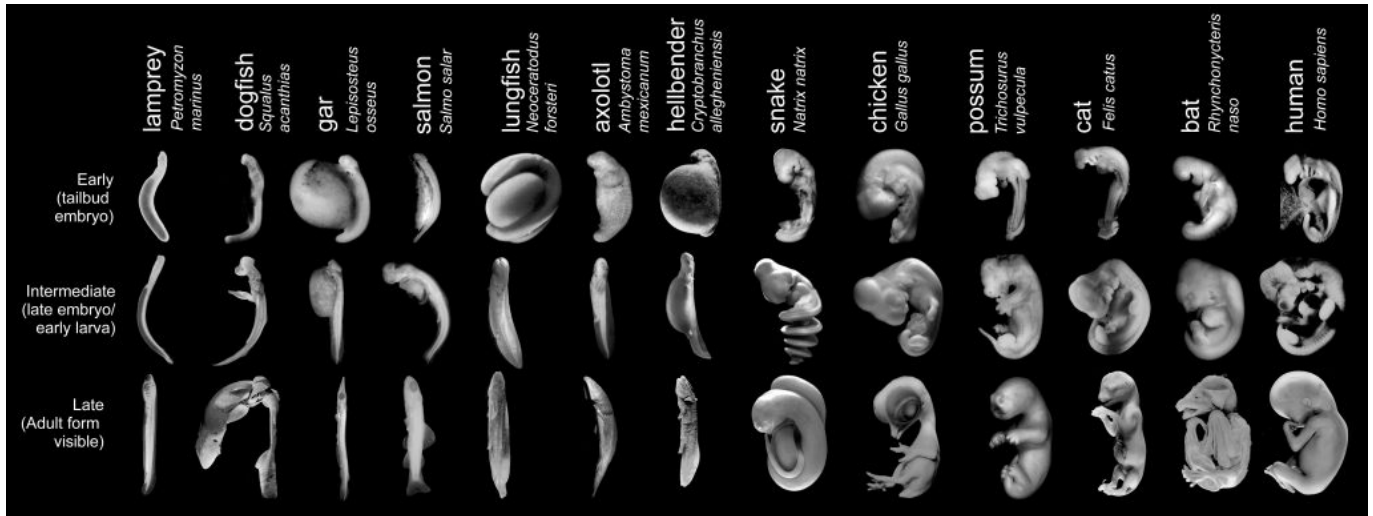 lamprey
Petromyzon
marinus
dogfish
Squalus
acanthias
gar
Lepisosteus
osseus
salmon
Salmo salar
lungfish
Neoceratodus
forsteri
axolotl
Ambystoma
mexicanum
hellbender
Cryptobranchus
allegheniensis
snake
Natrix natrix
chicken
Gallus gallus
possum
Trichosurus
vulpecula
cat
Felis catus
bat
Rhynchonycteris
naso
human
Homo sapiens
Early
(tailbud
embryo)
Intermediate
(late embryo/
early larva)
Late
(Adult form
visible)